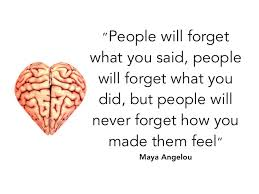 "People will forget
what you said, people
will forget what you
did, but people will
never forget how you
made them feel"
Maya Angelou